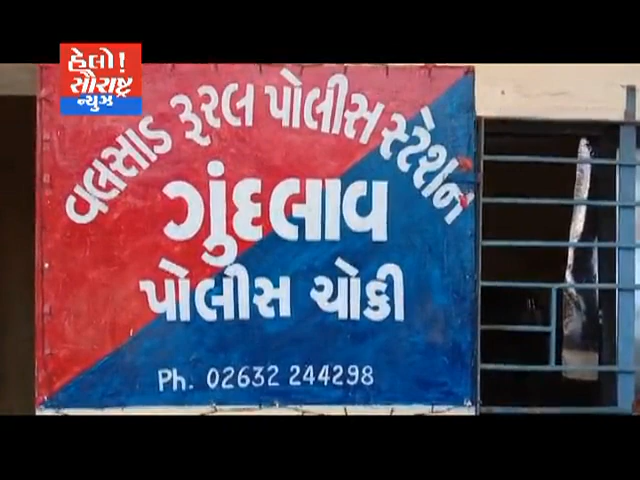 હેલો!
સૌરાષ્ટ્ર
ન્યુઝ
વલસાડ રૂરલ પોલીસ સ્ટેશન
ગુંદલાવ
પોલીસ ચોકી
Ph. 02632 244298